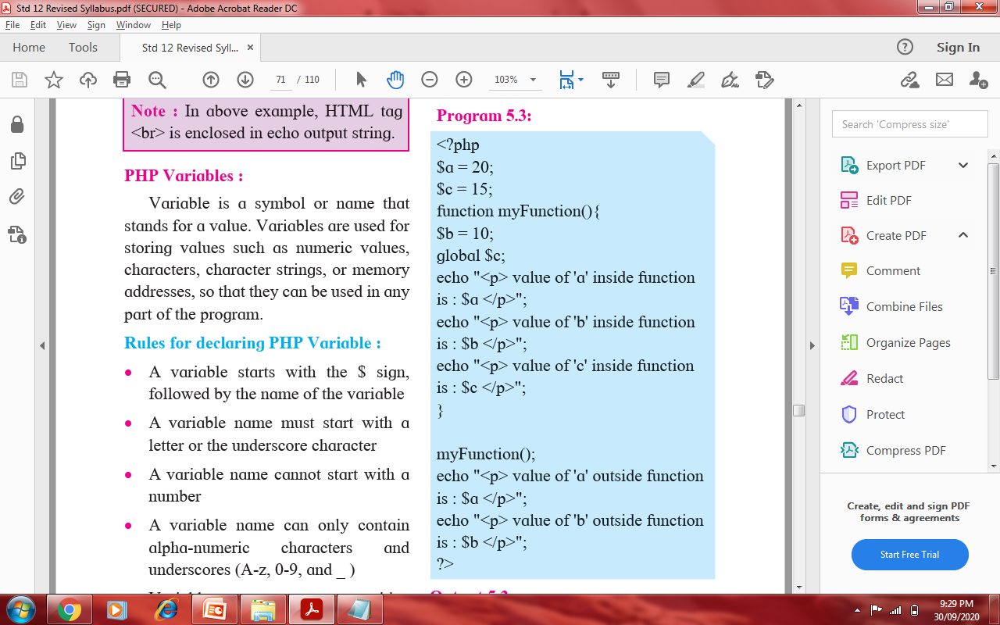 Std 12 Revised Syllabus.pdf (SECURED) - Adobe Acrobat Reader DC
File Edit View Sign Window Help
Home Tools Std 12 Revised Syll... × ? Sign In
71 / 110 103%
Note : In above example, HTML tag
<br> is enclosed in echo output string.
PHP Variables :
Variable is a symbol or name that
stands for a value. Variables are used for
storing values such as numeric values,
characters, character strings, or memory
addresses, so that they can be used in any
part of the program.
Rules for declaring PHP Variable :
• A variable starts with the $ sign,
followed by the name of the variable
• A variable name must start with a
letter or the underscore character
• A variable name cannot start with a
number
• A variable name can only contain
alpha-numeric characters and
underscores (A-z, 0-9, and _ )
Program 5.3:
<?php
$a = 20;
$c = 15;
function myFunction(){
$b = 10;
global $c;
echo "<p> value of 'a' inside function
is : $a </p>";
echo "<p> value of 'b' inside function
is : $b </p>";
echo "<p> value of 'c' inside function
is : $c </p>";
}
myFunction();
echo "<p> value of 'a' outside function
is : $a </p>";
echo "<p> value of 'b' outside function
is : $b </p>";
?>
Search 'Compress size'
Export PDF
Edit PDF
Create PDF
Comment
Combine Files
Organize Pages
Redact
Protect
Compress PDF
Create, edit and sign PDF
forms & agreements
Start Free Trial
9:29 PM
30/09/2020